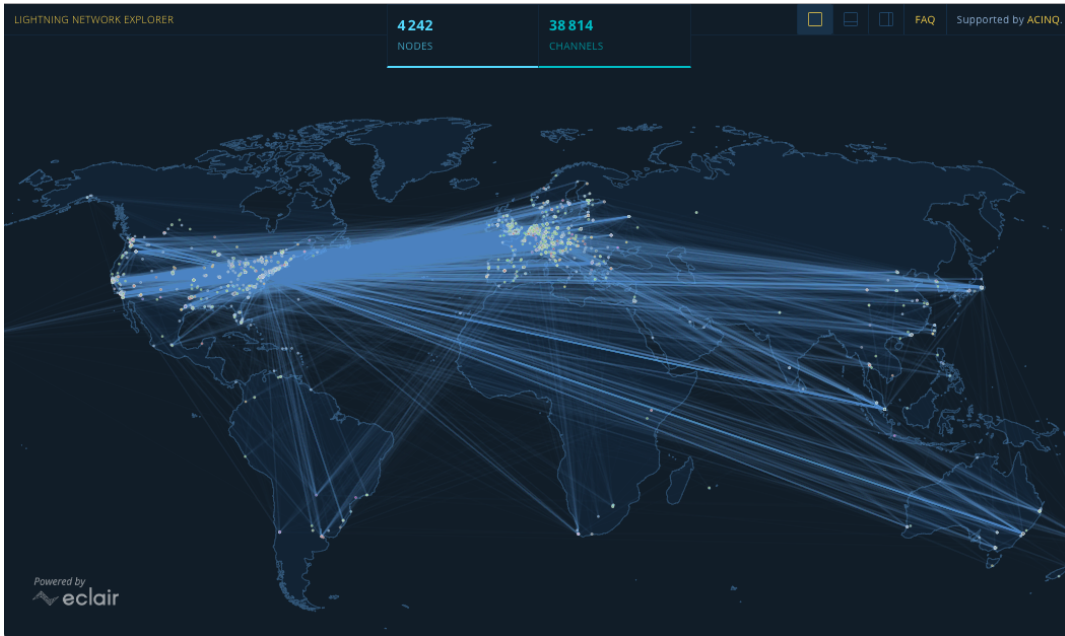 LIGHTNING NETWORK EXPLORER
4 242
NODES
38 814
CHANNELS
FAQ
Supported by ACINQ.
Powered by
eclair